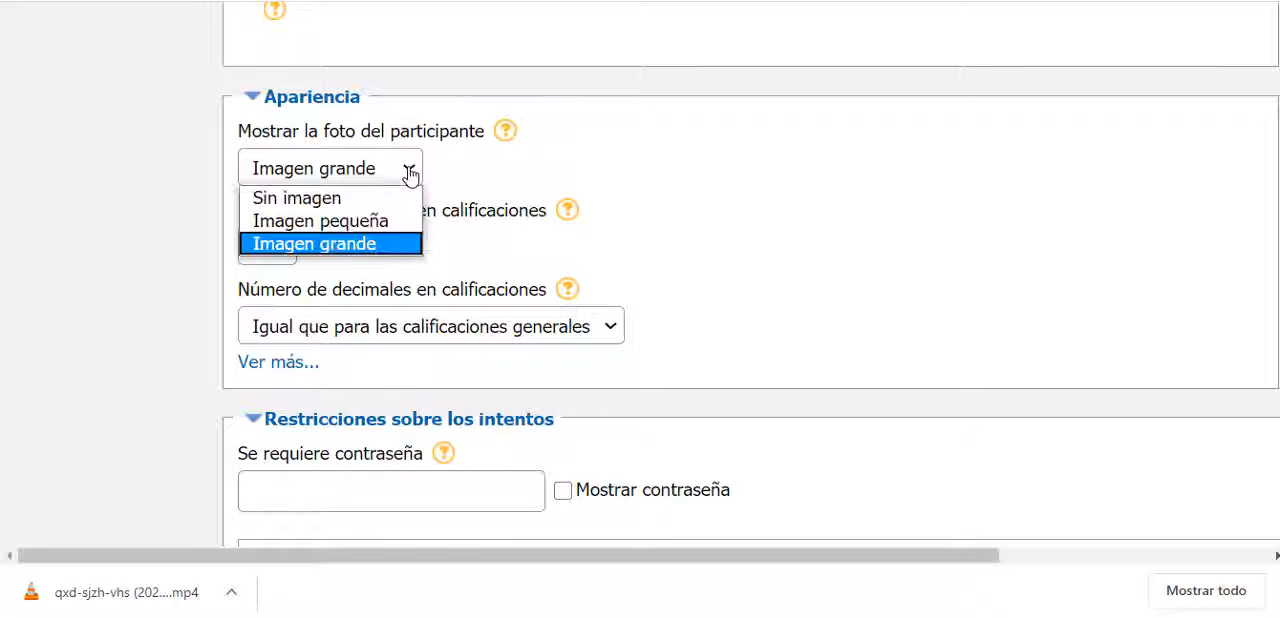 ?
Apariencia
Mostrar la foto del participante ?
Imagen grande
Sin imagen
Imagen pequeña
Imagen grande
en calificaciones ?
Número de decimales en calificaciones ?
Igual que para las calificaciones generales
Ver más...
Restricciones sobre los intentos
Se requiere contraseña ?
Mostrar contraseña
qxd-sjzh-vhs (202....mp4
Mostrar todo